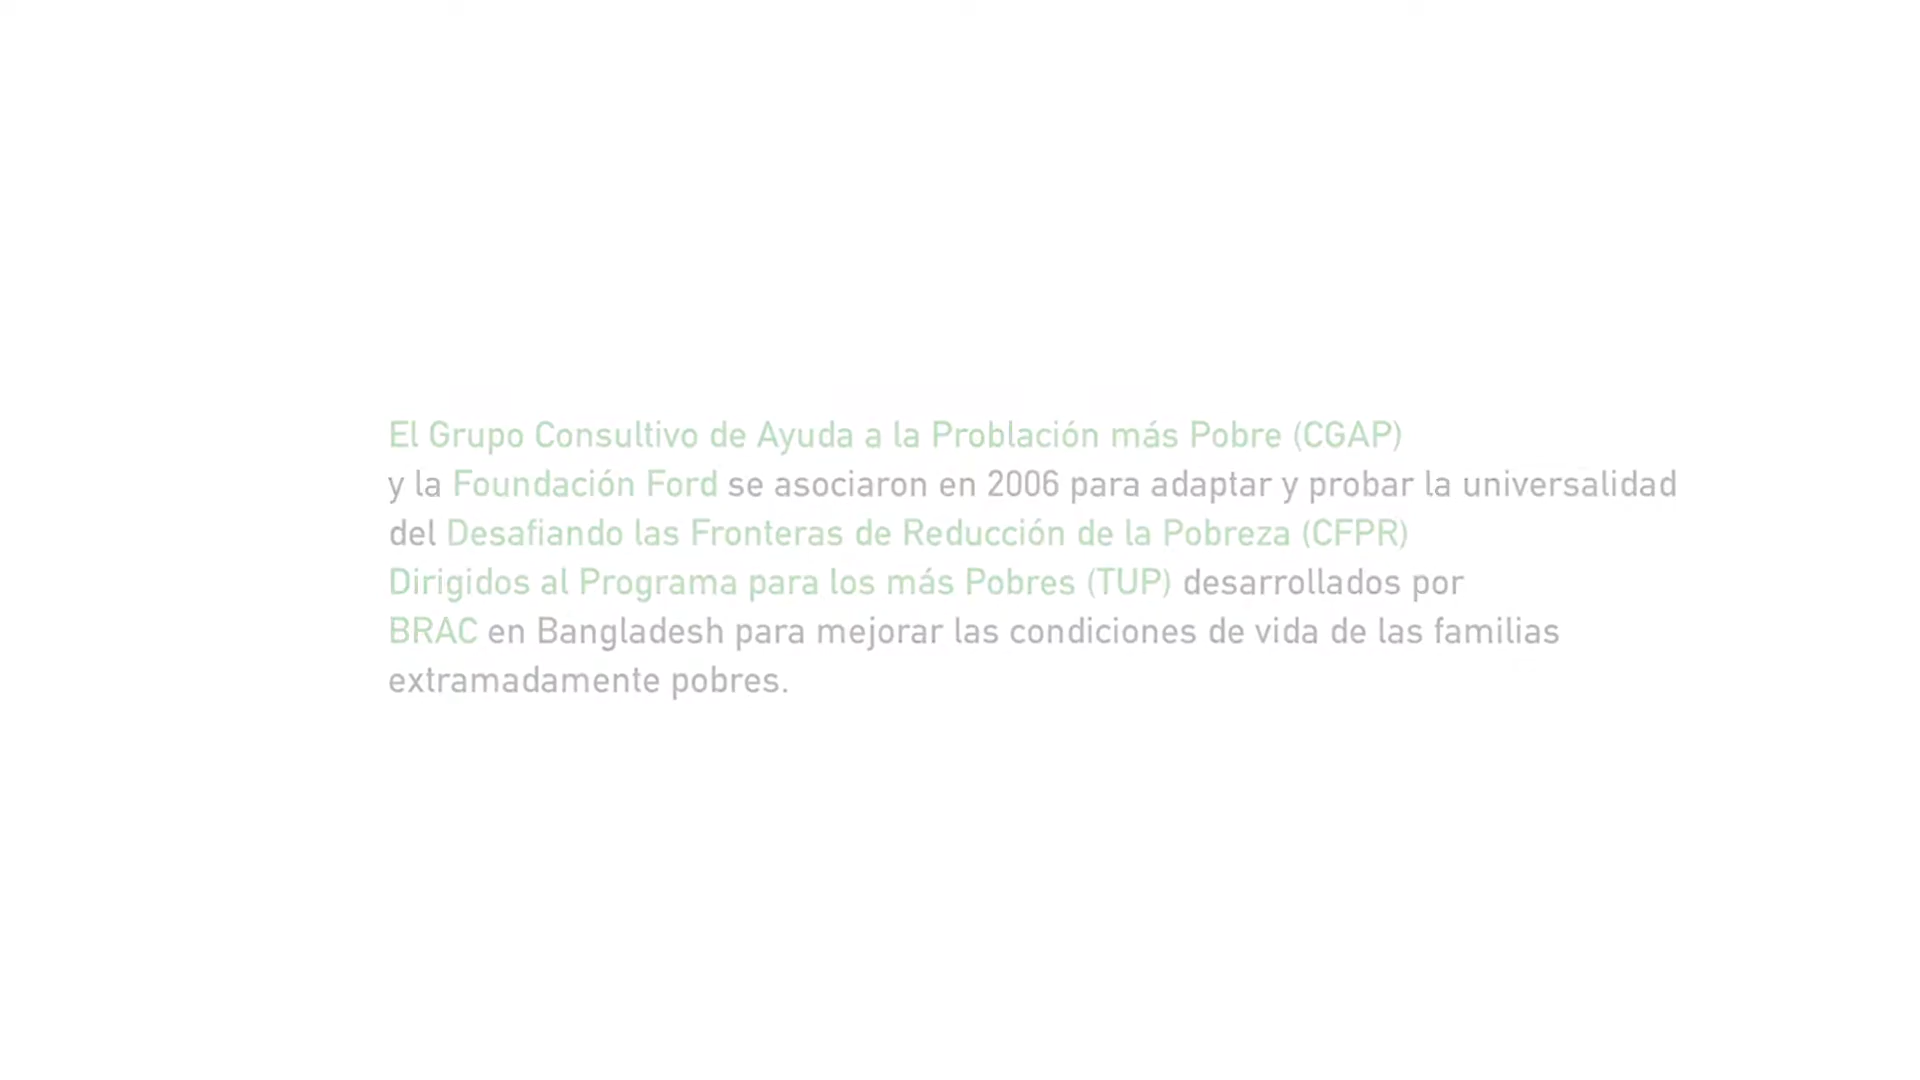 El Grupo Consultivo de Ayuda a la Problación más Pobre (CGAP)
y la Foundación Ford se asociaron en 2006 para adaptar y probar la universalidad
del Desafiando las Fronteras de Reducción de la Pobreza (CFPR)
Dirigidos al Programa para los más Pobres (TUP) desarrollados por
BRAC en Bangladesh para mejorar las condiciones de vida de las familias
extramadamente pobres.